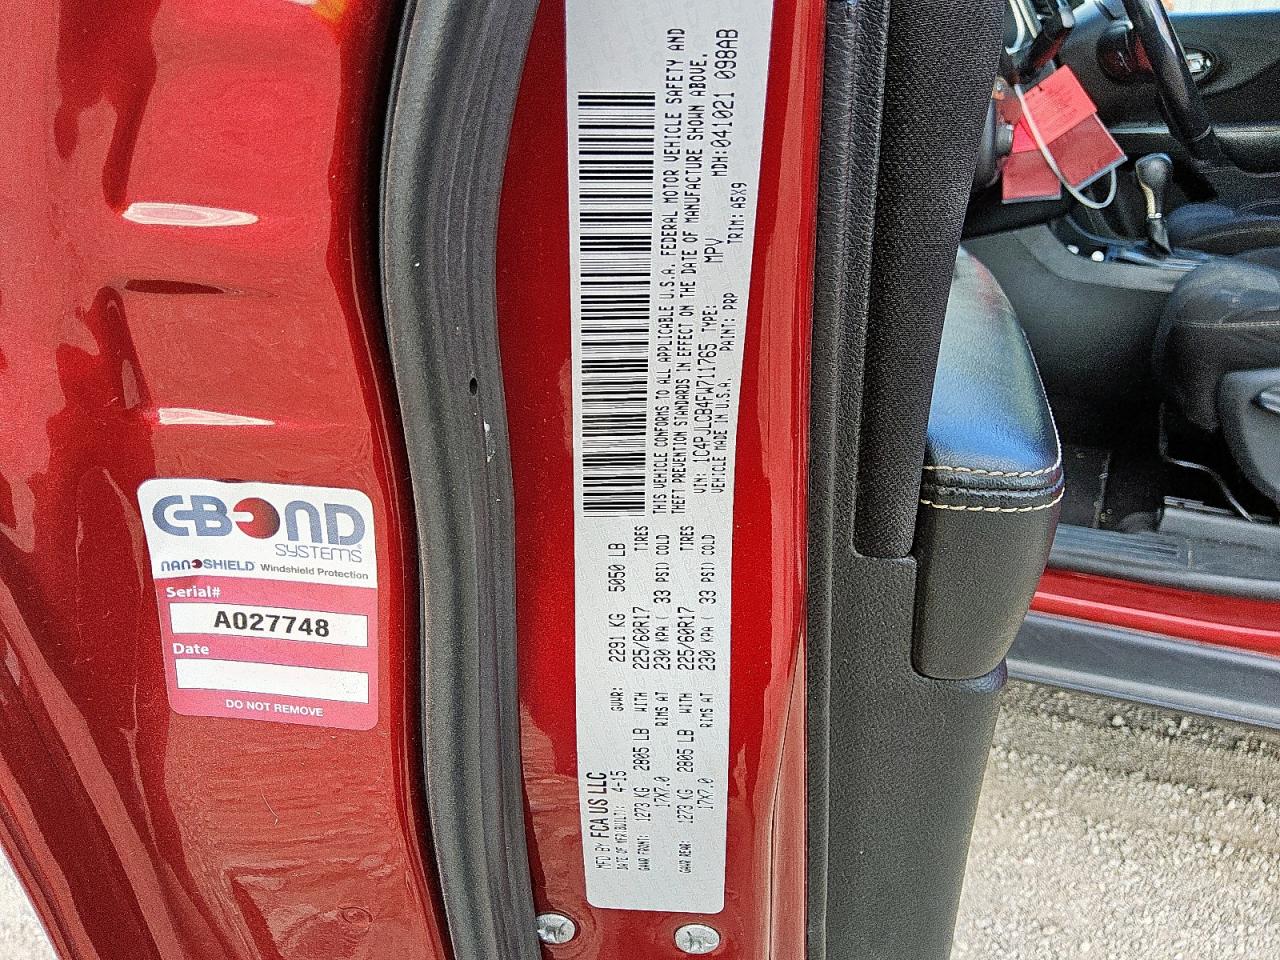 MFD BY FCA US LLC
DATE OF MFR(BUILT): 4-15 GVWR: 2291 KG 5050 LB
GAWR FRONT: 1273 KG 2805 LB WITH 225/60R17 TIRES
17X7.0 RIMS AT 230 KPA ( 33 PSI) COLD
GAWR REAR: 1273 KG 2805 LB WITH 225/60R17 TIRES
17X7.0 RIMS AT 230 KPA ( 33 PSI) COLD
THIS VEHICLE CONFORMS TO ALL APPLICABLE U.S.A. FEDERAL MOTOR VEHICLE SAFETY AND
THEFT PREVENTION STANDARDS IN EFFECT ON THE DATE OF MANUFACTURE SHOWN ABOVE.
VIN: 1C4PJLCB4FW711765 TYPE: MPV MDH:041021 098AB
VEHICLE MADE IN U.S.A. PAINT: PRP TRIM: A5X9
C-BOND
SYSTEMS
NANOSHIELD Windshield Protection
Serial#
A027748
Date
DO NOT REMOVE